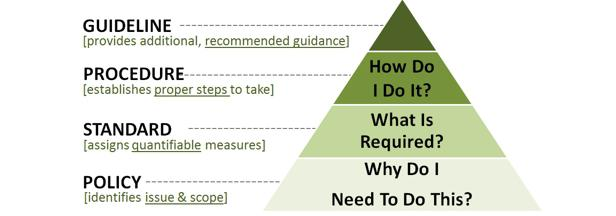 GUIDELINE
[provides additional, recommended guidance]
PROCEDURE
[establishes proper steps to take]
STANDARD
[assigns quantifiable measures]
POLICY
[identifies issue & scope]
How Do
I Do It?
What Is
Required?
Why Do I
Need To Do This?